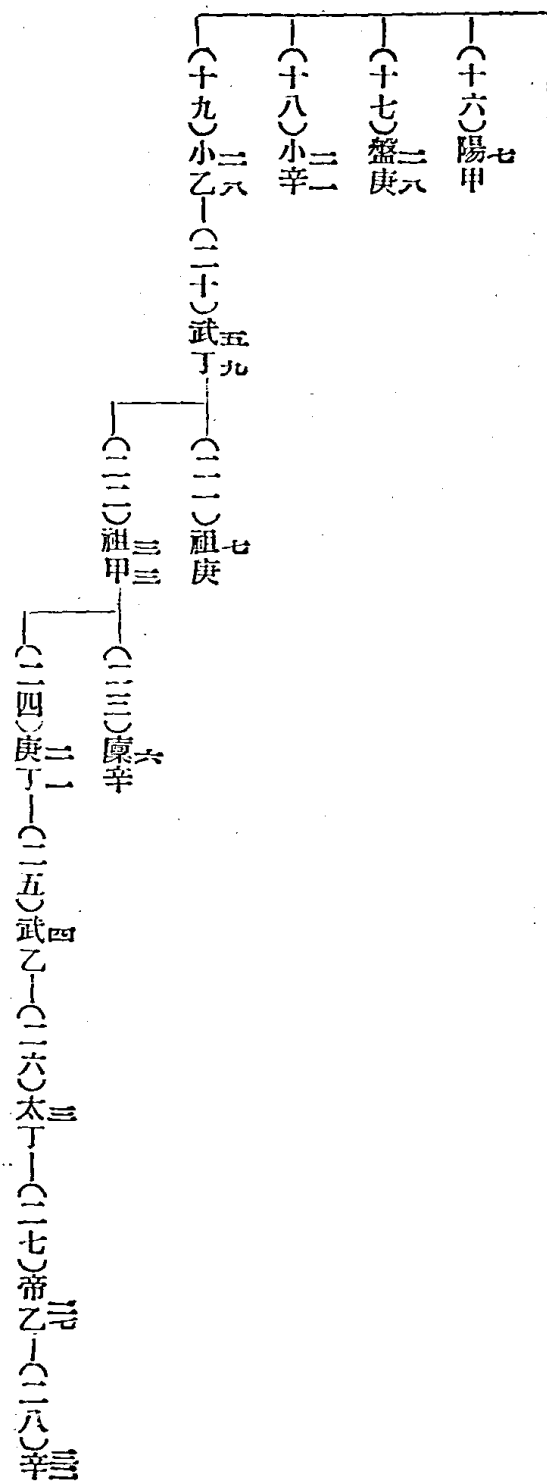 (十六)陽甲 七
(十七)盤庚 二八
(十八)小辛 二一
(十九)小乙 二八
(二十)武丁 五九
(二一)祖庚 七
(二二)祖甲 三三
(二三)廩辛 六
(二四)庚丁 二一
(二五)武乙 四
(二六)太丁 三
(二七)帝乙 三七
(二八)辛 三三